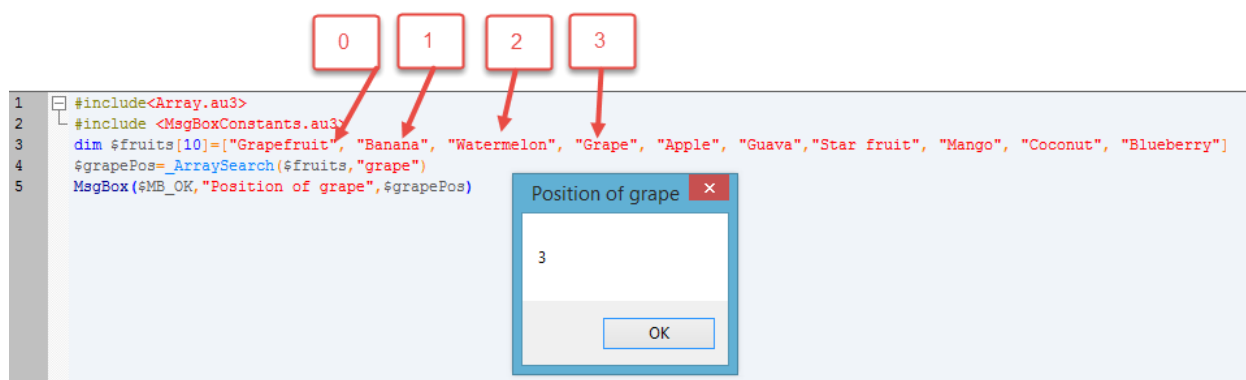 0 1 2 3
1 #include<Array.au3>
2 #include <MsgBoxConstants.au3>
3 dim $fruits[10]=["Grapefruit", "Banana", "Watermelon", "Grape", "Apple", "Guava","Star fruit", "Mango", "Coconut", "Blueberry"]
4 $grapePos=_ArraySearch($fruits,"grape")
5 MsgBox($MB_OK,"Position of grape",$grapePos)
Position of grape
3
OK